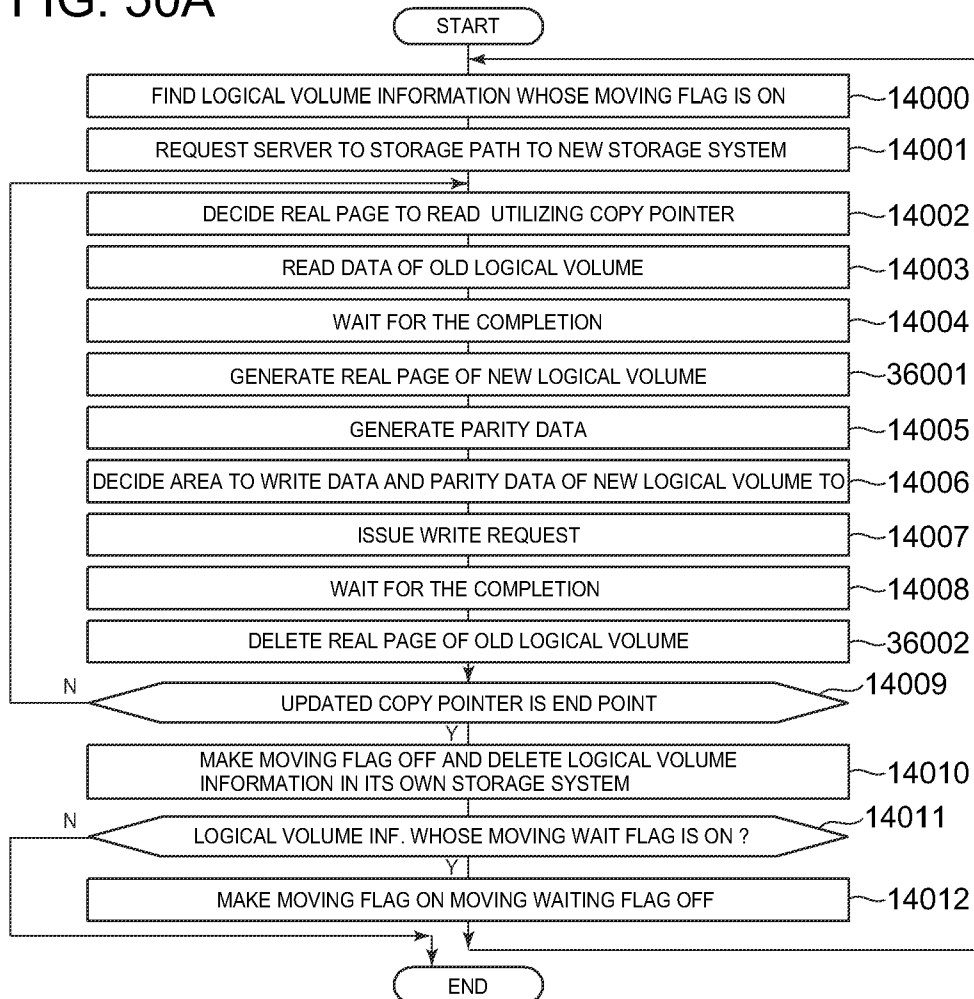 FIG. 30A
START
FIND LOGICAL VOLUME INFORMATION WHOSE MOVING FLAG IS ON
14000
REQUEST SERVER TO STORAGE PATH TO NEW STORAGE SYSTEM
14001
DECIDE REAL PAGE TO READ UTILIZING COPY POINTER
14002
READ DATA OF OLD LOGICAL VOLUME
14003
WAIT FOR THE COMPLETION
14004
GENERATE REAL PAGE OF NEW LOGICAL VOLUME
36001
GENERATE PARITY DATA
14005
DECIDE AREA TO WRITE DATA AND PARITY DATA OF NEW LOGICAL VOLUME TO
14006
ISSUE WRITE REQUEST
14007
WAIT FOR THE COMPLETION
14008
DELETE REAL PAGE OF OLD LOGICAL VOLUME
36002
N
UPDATED COPY POINTER IS END POINT
14009
Y
MAKE MOVING FLAG OFF AND DELETE LOGICAL VOLUME
INFORMATION IN ITS OWN STORAGE SYSTEM
14010
N
LOGICAL VOLUME INF. WHOSE MOVING WAIT FLAG IS ON ?
14011
Y
MAKE MOVING FLAG ON MOVING WAITING FLAG OFF
14012
END